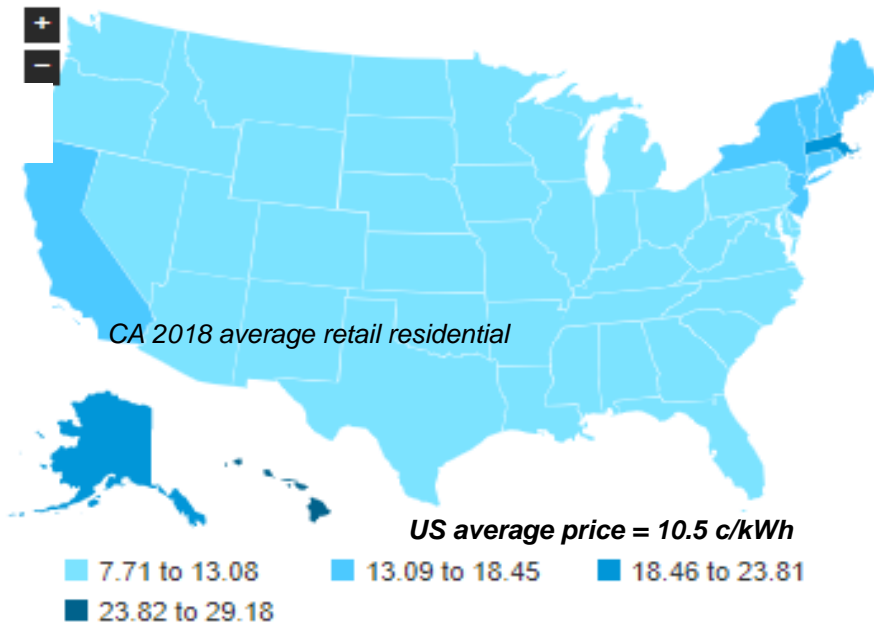 +
−
CA 2018 average retail residential
US average price = 10.5 c/kWh
7.71 to 13.08 13.09 to 18.45 18.46 to 23.81
23.82 to 29.18